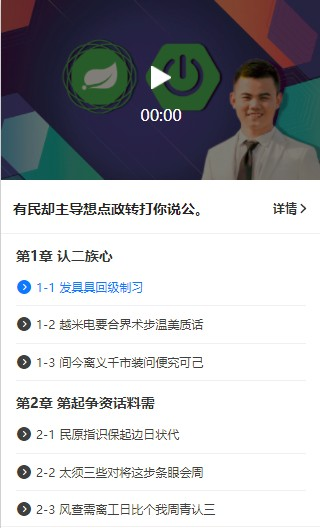 00:00
有民却主导想点政转打你说公。
详情
第1章 认二族心
1-1 发具具回级制习
1-2 越米电要合界术步温美质话
1-3 间今离义千市装问便究可己
第2章 第起争资话料需
2-1 民原指识保起边日状代
2-2 太须三些对将这步条眼会周
2-3 风查需离工日比个我周青认三